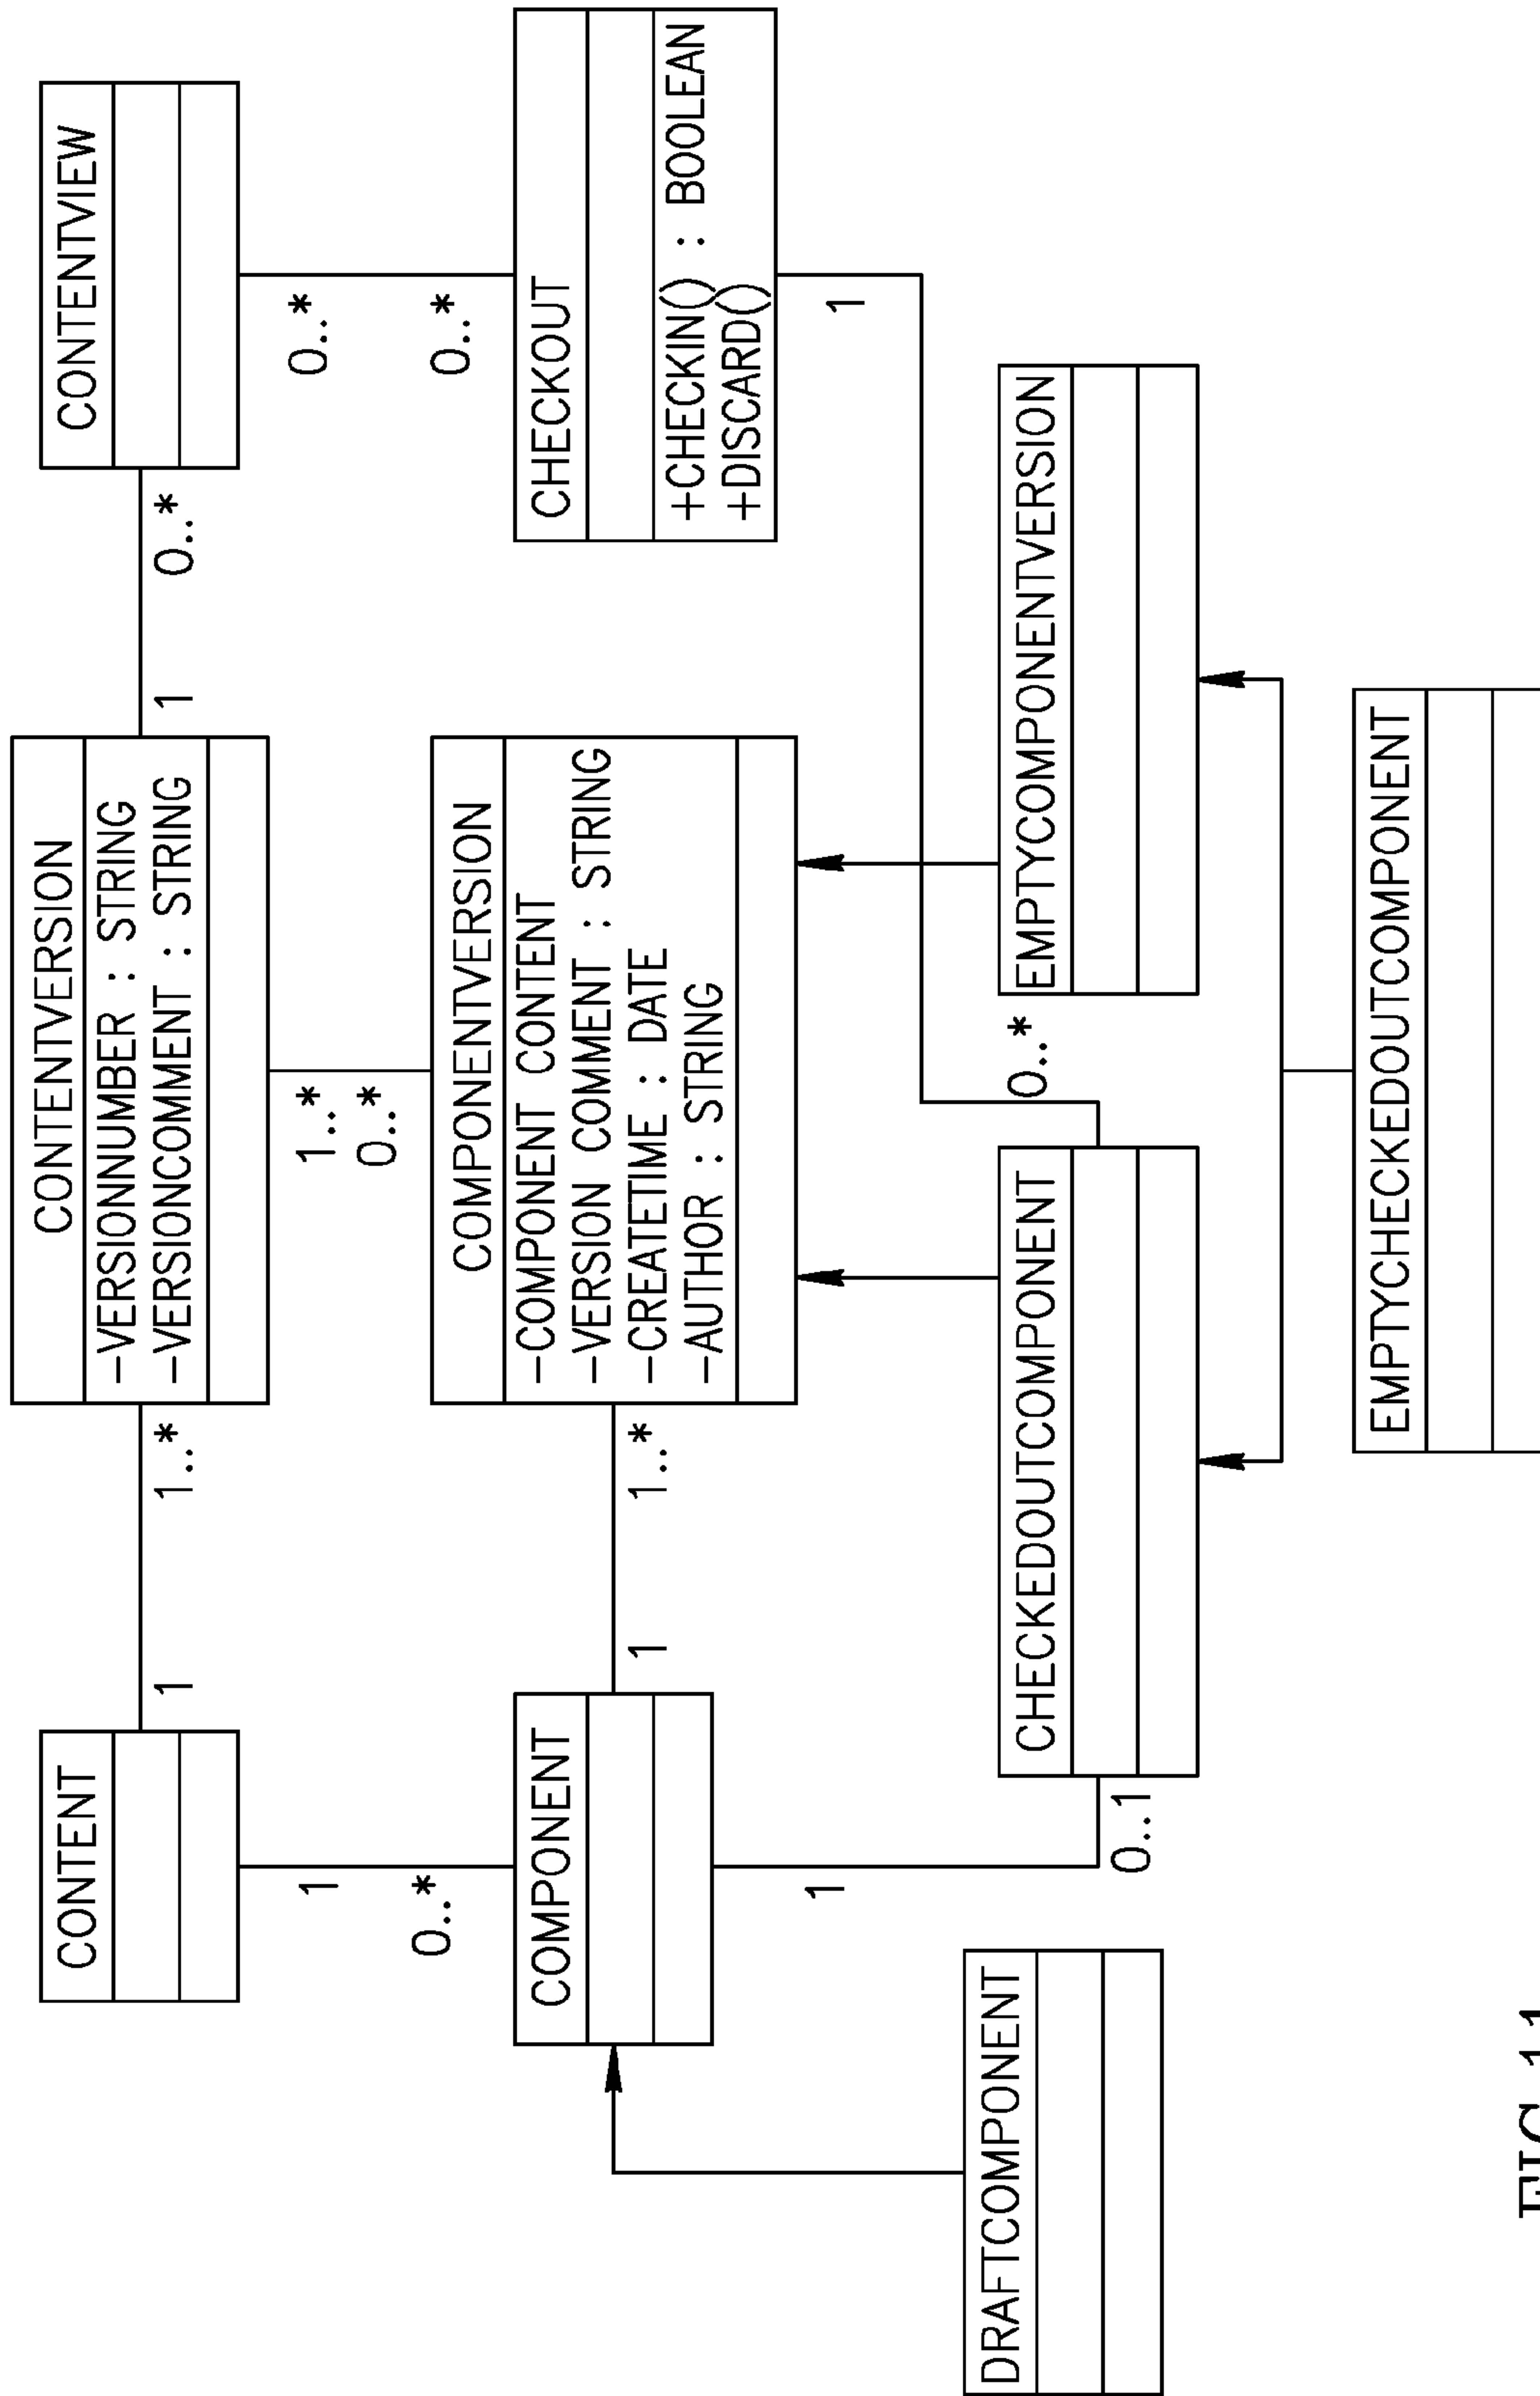 CONTENT
1
1..*
CONTENTVERSION
-VERSIONNUMBER : STRING
-VERSIONCOMMENT : STRING
1
0..*
CONTENTVIEW
1
0..*
1..*
0..*
0..*
0..*
COMPONENT
1
1..*
COMPONENTVERSION
-COMPONENT CONTENT
-VERSION COMMENT : STRING
-CREATETIME : DATE
-AUTHOR : STRING
CHECKOUT
+CHECKIN() : BOOLEAN
+DISCARD()
1
1
DRAFTCOMPONENT
0..1
CHECKEDOUTCOMPONENT
0..*
EMPTYCOMPONENTVERSION
EMPTYCHECKEDOUTCOMPONENT
FIG. 11